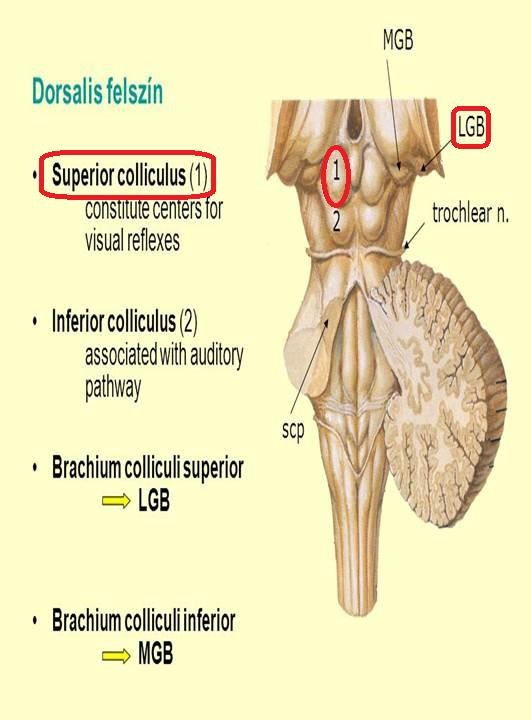 Dorsalis felszín
• Superior colliculus (1)
constitute centers for
visual reflexes
• Inferior colliculus (2)
associated with auditory
pathway
• Brachium colliculi superior
LGB
• Brachium colliculi inferior
MGB
MGB
LGB
1
2
trochlear n.
scp